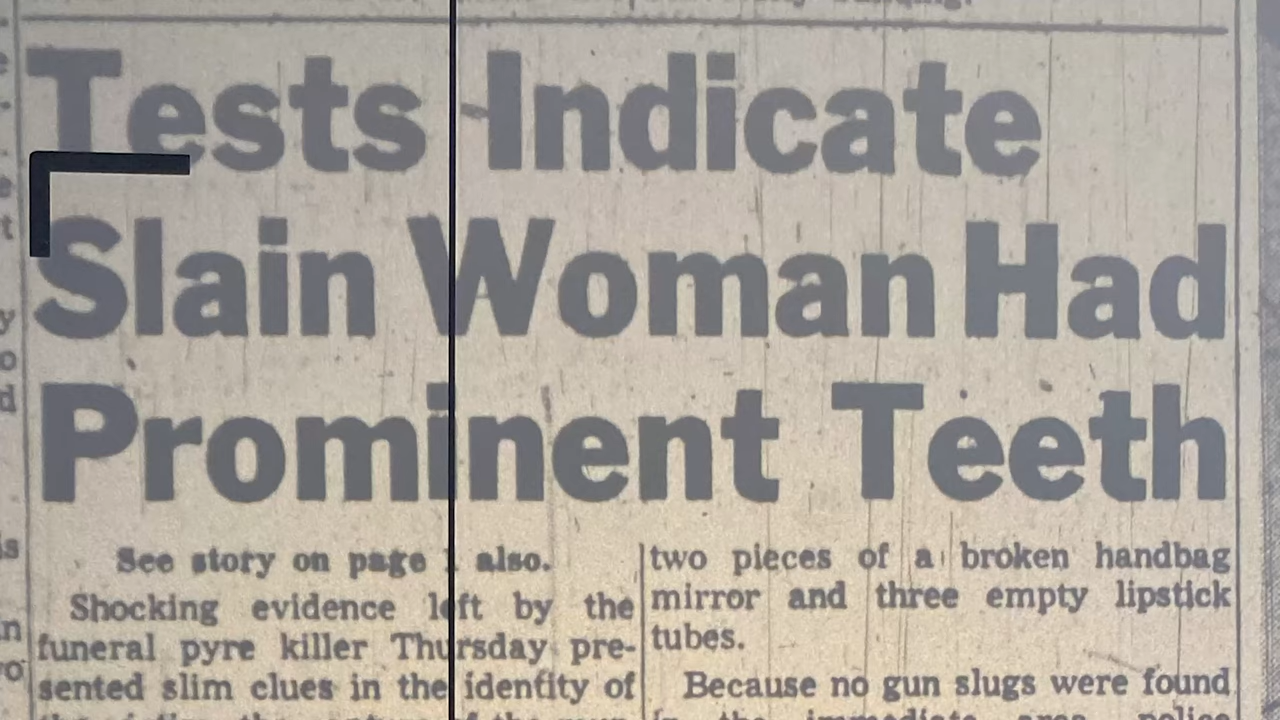 Tests Indicate
Slain Woman Had
Prominent Teeth
See story on page 1 also.
Shocking evidence left by the
funeral pyre killer Thursday pre-
sented slim clues in the identity of
two pieces of a broken handbag
mirror and three empty lipstick
tubes.
Because no gun slugs were found